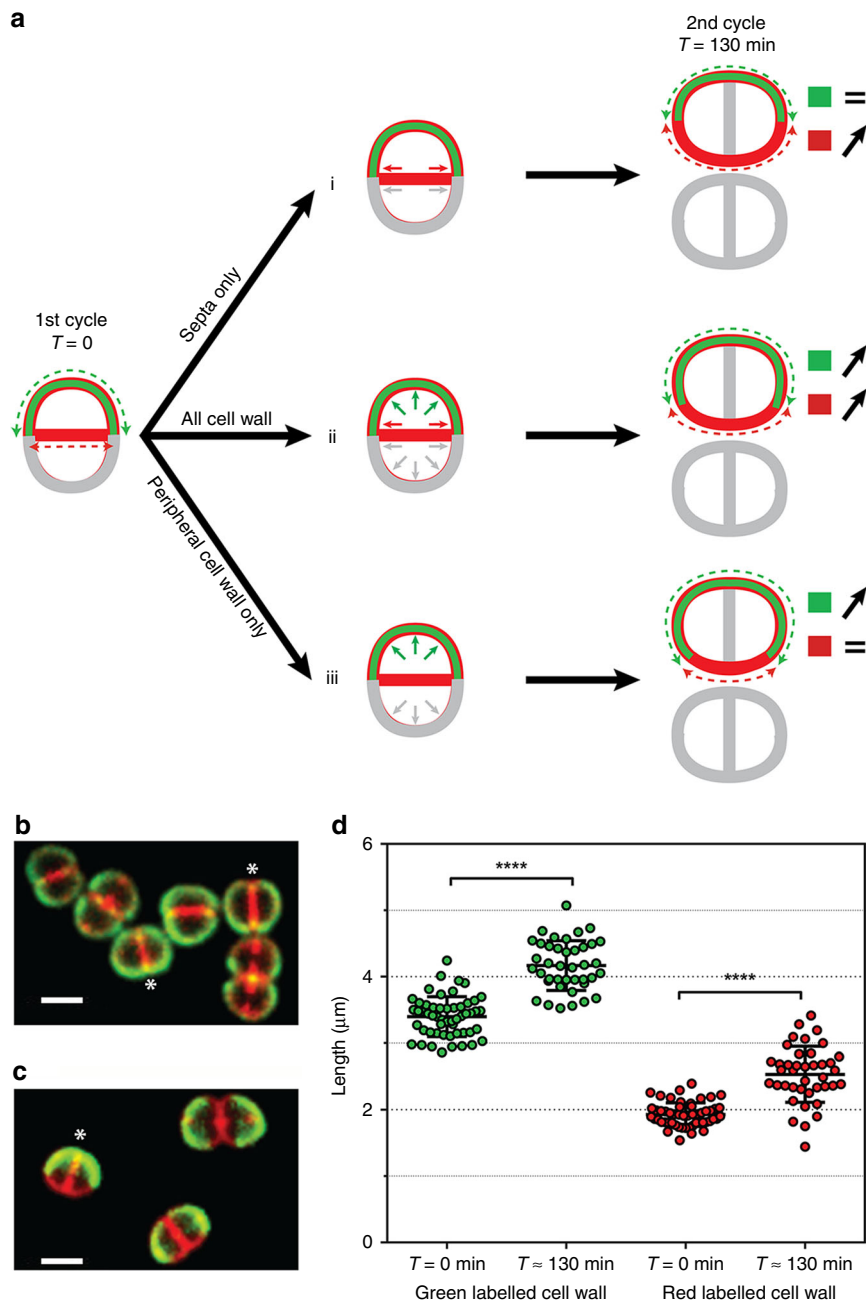 a
1st cycle
T = 0
Septa only
All cell wall
Peripheral cell wall only
i
ii
iii
2nd cycle
T = 130 min
=
=
b
*
*
c
*
d
Length (μm)
6
4
2
0
****
****
T = 0 min T ≈ 130 min T = 0 min T ≈ 130 min
Green labelled cell wall Red labelled cell wall